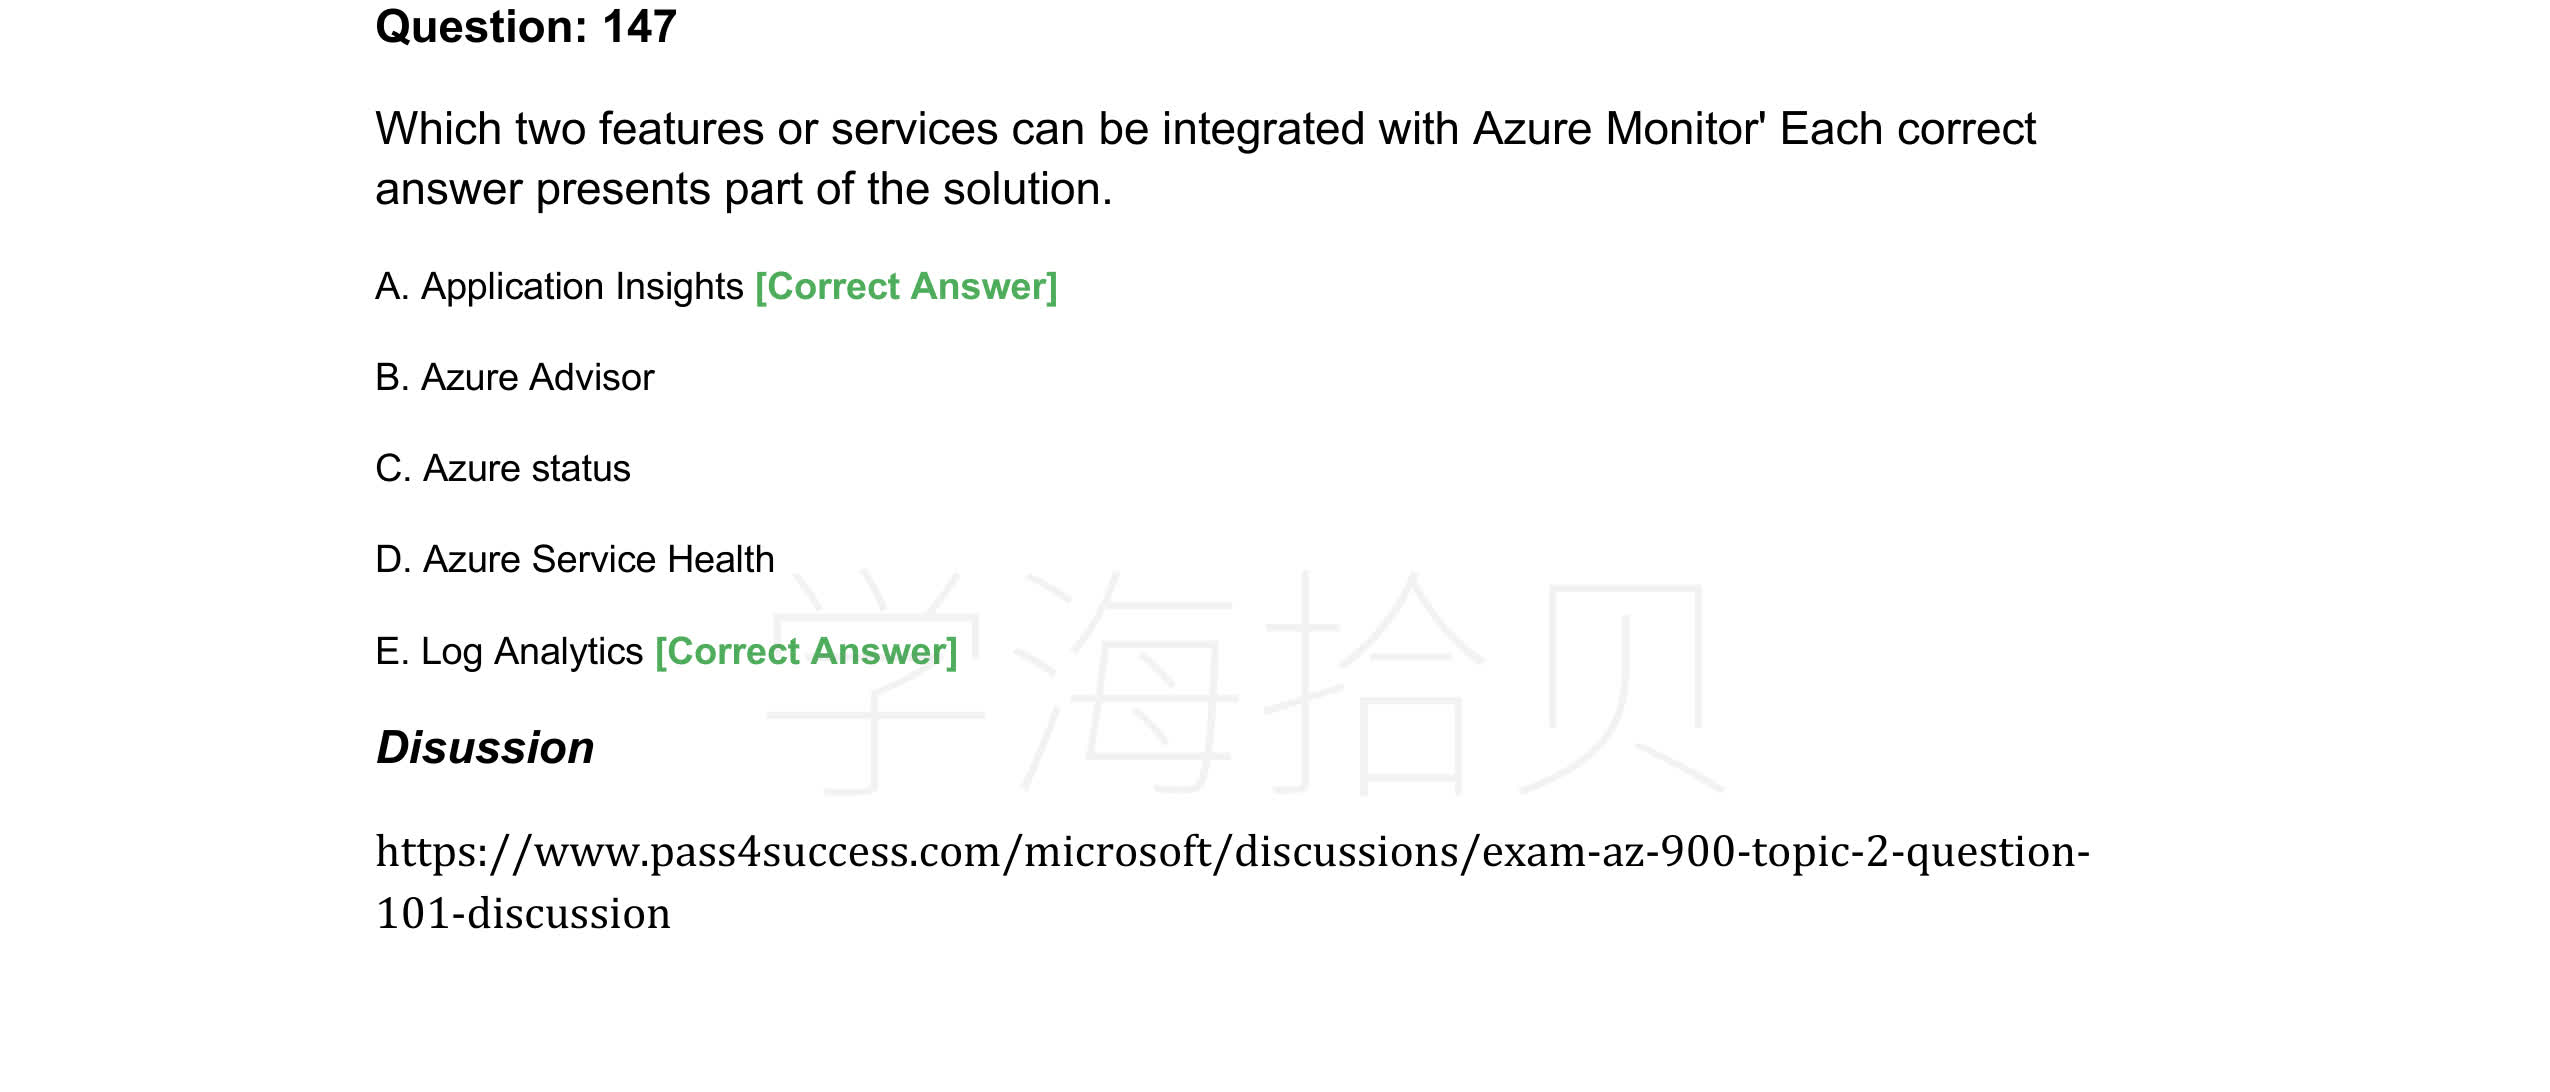 Question: 147
Which two features or services can be integrated with Azure Monitor' Each correct
answer presents part of the solution.
A. Application Insights [Correct Answer]
B. Azure Advisor
C. Azure status
D. Azure Service Health
E. Log Analytics [Correct Answer]
学海拾贝
Disussion
https://www.pass4success.com/microsoft/discussions/exam-az-900-topic-2-question-
101-discussion